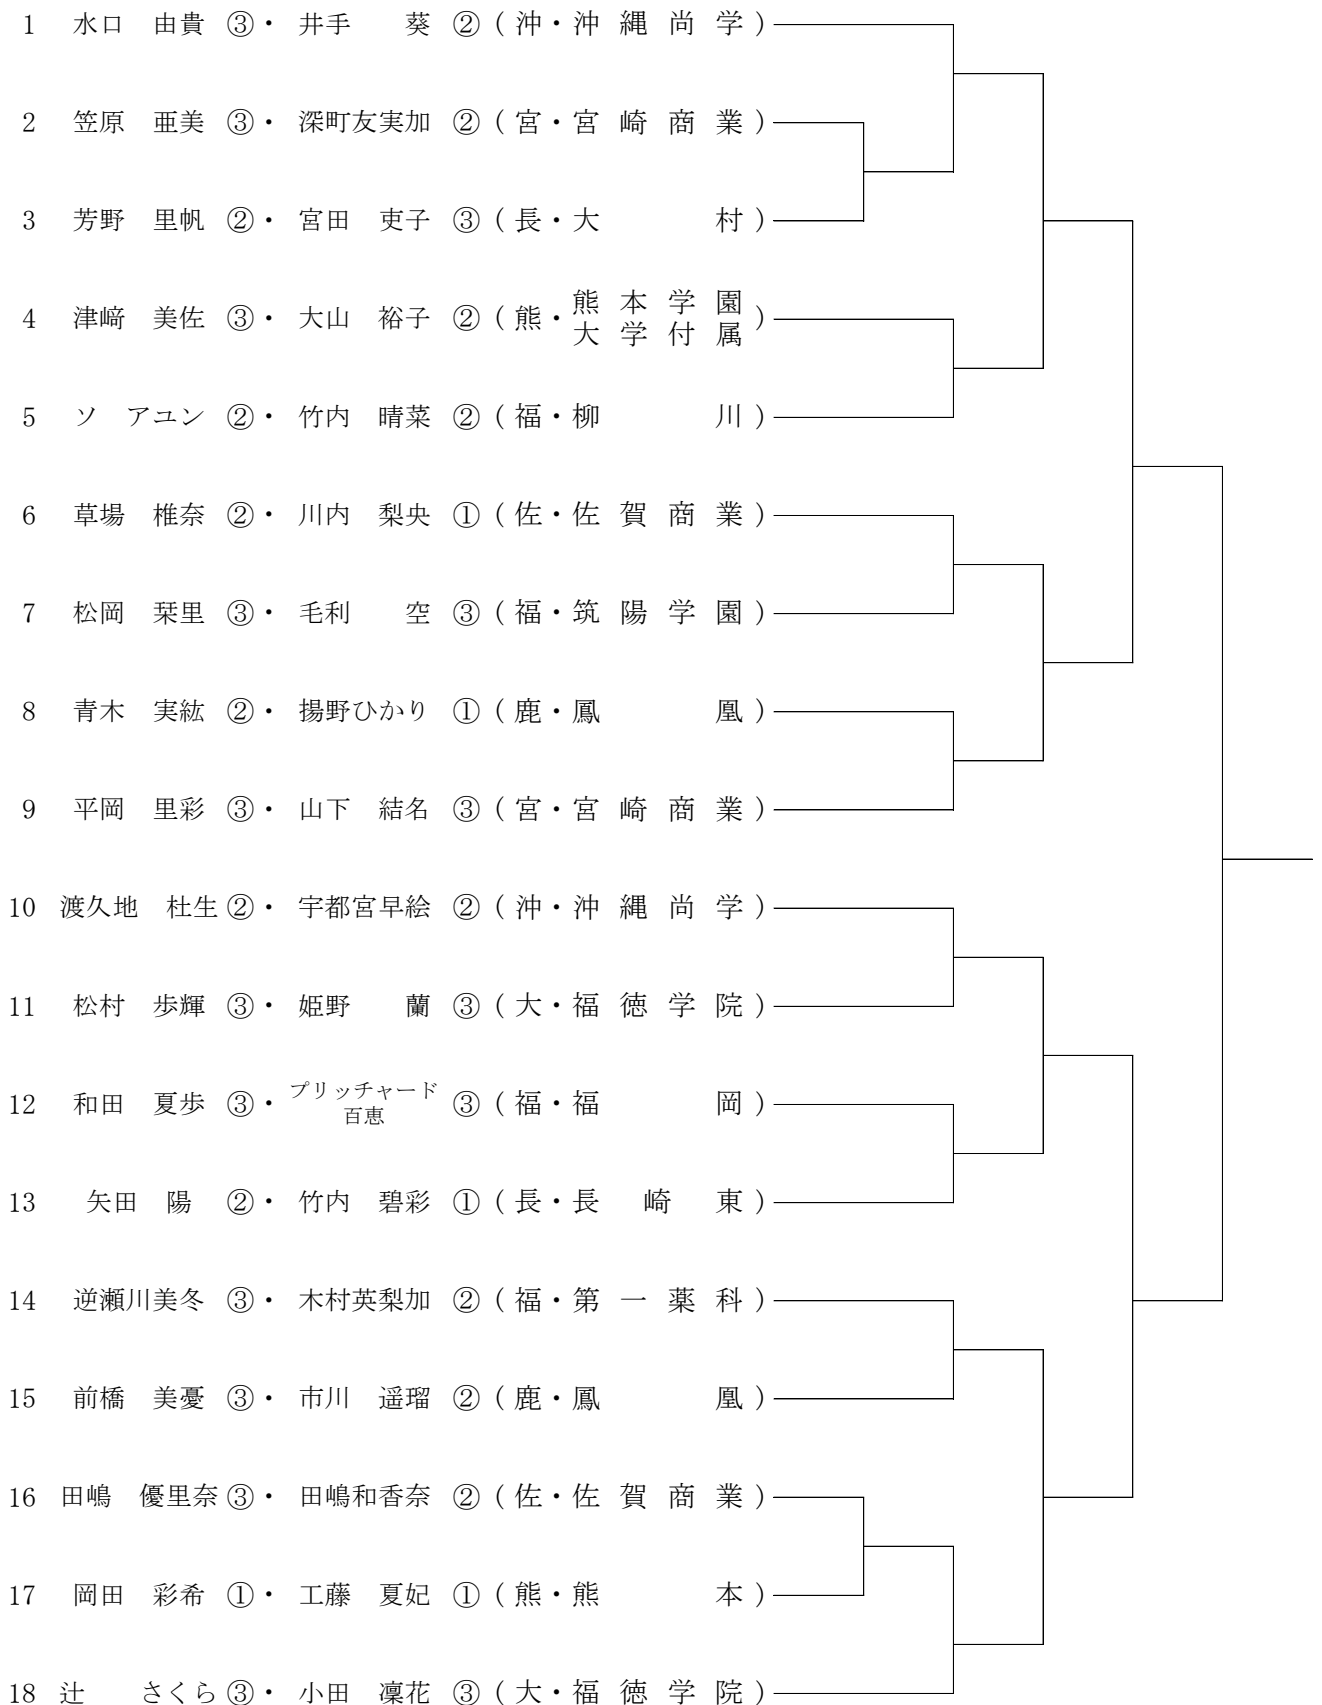 1 水口 由貴 ③・ 井手 葵 ② (沖・沖縄尚学)
2 笠原 亜美 ③・ 深町友実加 ② (宮・宮崎商業)
3 芳野 里帆 ②・ 宮田 吏子 ③ (長・大村)
4 津﨑 美佐 ③・ 大山 裕子 ② (熊・熊本学園大学付属)
5 ソ アユン ②・ 竹内 晴菜 ② (福・柳川)
6 草場 椎奈 ②・ 川内 梨央 ① (佐・佐賀商業)
7 松岡 栞里 ③・ 毛利 空 ③ (福・筑陽学園)
8 青木 実紘 ②・ 揚野ひかり ① (鹿・鳳凰)
9 平岡 里彩 ③・ 山下 結名 ③ (宮・宮崎商業)
10 渡久地 杜生 ②・ 宇都宮早絵 ② (沖・沖縄尚学)
11 松村 歩輝 ③・ 姫野 蘭 ③ (大・福徳学院)
12 和田 夏歩 ③・ プリッチャード百恵 ③ (福・福岡)
13 矢田 陽 ②・ 竹内 碧彩 ① (長・長崎東)
14 逆瀬川美冬 ③・ 木村英梨加 ② (福・第一薬科)
15 前橋 美憂 ③・ 市川 遥瑠 ② (鹿・鳳凰)
16 田嶋 優里奈 ③・ 田嶋和香奈 ② (佐・佐賀商業)
17 岡田 彩希 ①・ 工藤 夏妃 ① (熊・熊本)
18 辻 さくら ③・ 小田 凜花 ③ (大・福徳学院)